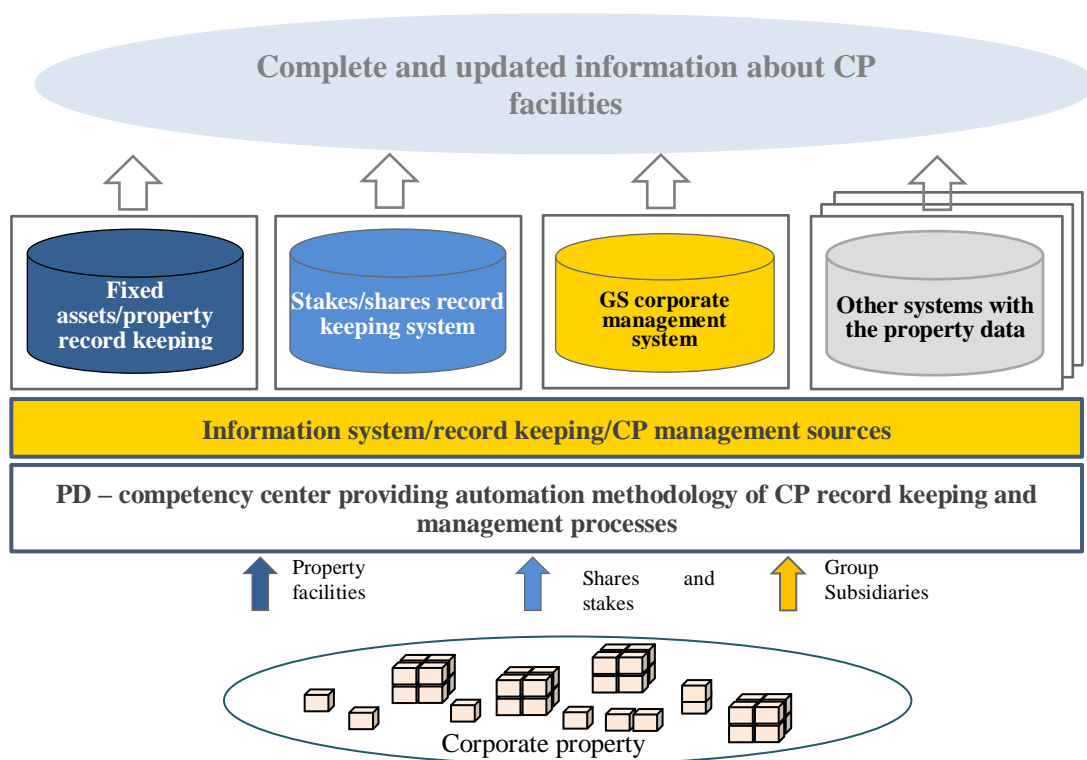 Complete and updated information about CP
facilities
Fixed
assets/property
record keeping
Stakes/shares record
keeping system
GS corporate
management
system
Other systems with
the property data
Information system/record keeping/CP management sources
PD – competency center providing automation methodology of CP record keeping and
management processes
Property
facilities
Shares and
stakes
Group
Subsidiaries
Corporate property